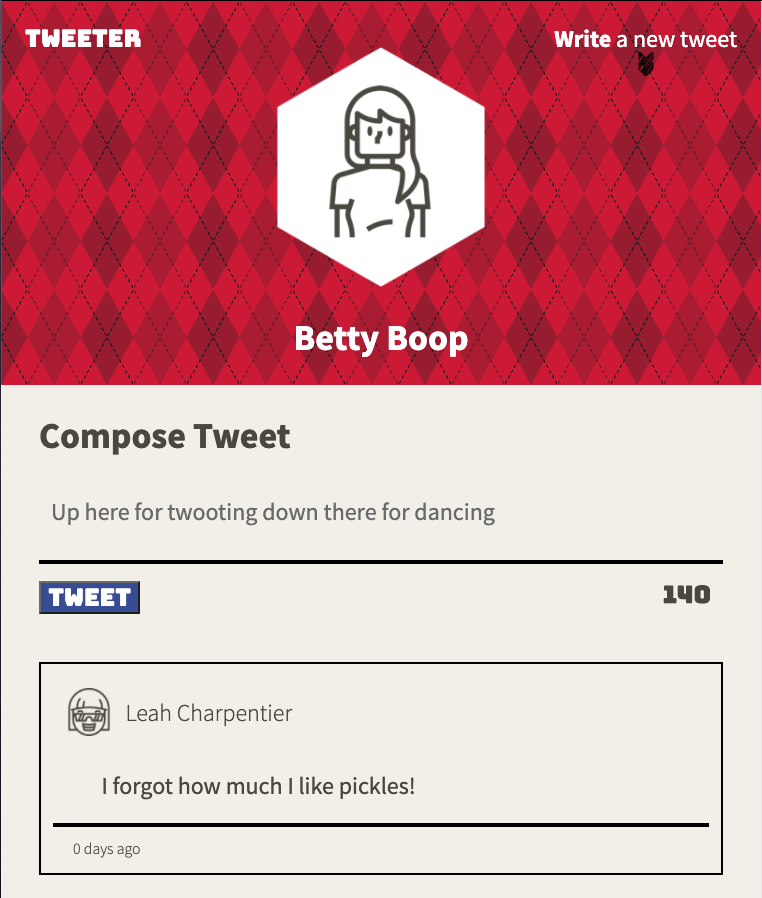 TWEETER
Write a new tweet
Betty Boop
Compose Tweet
Up here for twooting down there for dancing
TWEET
140
Leah Charpentier
I forgot how much I like pickles!
0 days ago